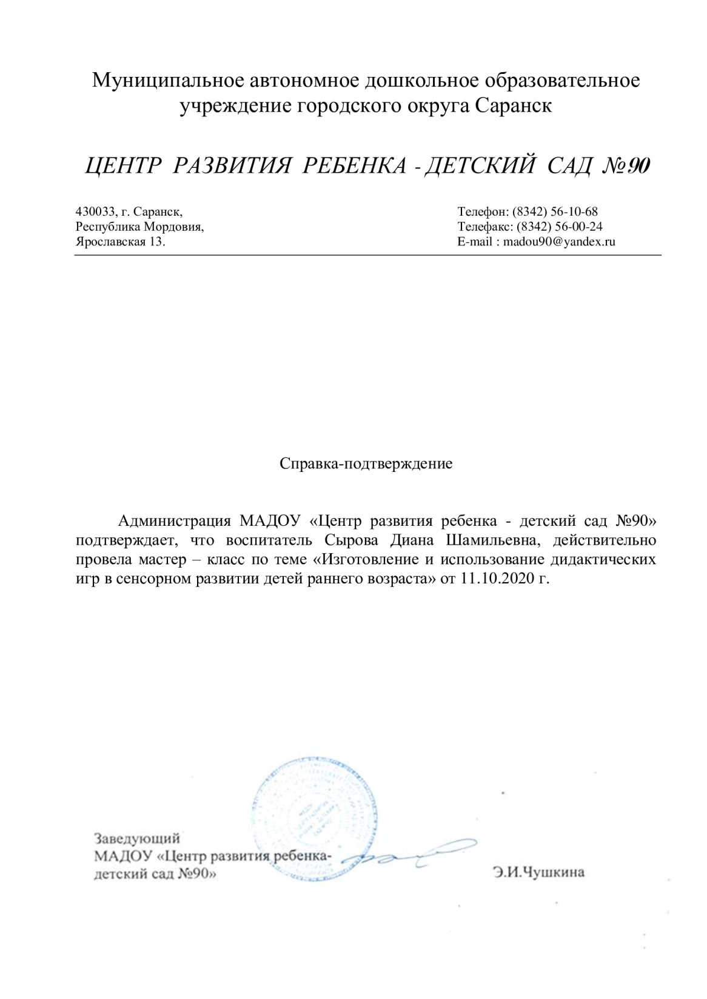 Муниципальное автономное дошкольное образовательное
учреждение городского округа Саранск
ЦЕНТР РАЗВИТИЯ РЕБЕНКА - ДЕТСКИЙ САД №90
430033, г. Саранск,
Республика Мордовия,
Ярославская 13.
Телефон: (8342) 56-10-68
Телефакс: (8342) 56-00-24
E-mail : madou90@yandex.ru
Справка-подтверждение
Администрация МАДОУ «Центр развития ребенка - детский сад №90»
подтверждает, что воспитатель Сырова Диана Шамильевна, действительно
провела мастер – класс по теме «Изготовление и использование дидактических
игр в сенсорном развитии детей раннего возраста» от 11.10.2020 г.
Заведующий
МАДОУ «Центр развития ребенка-
детский сад №90»
Э.И.Чушкина